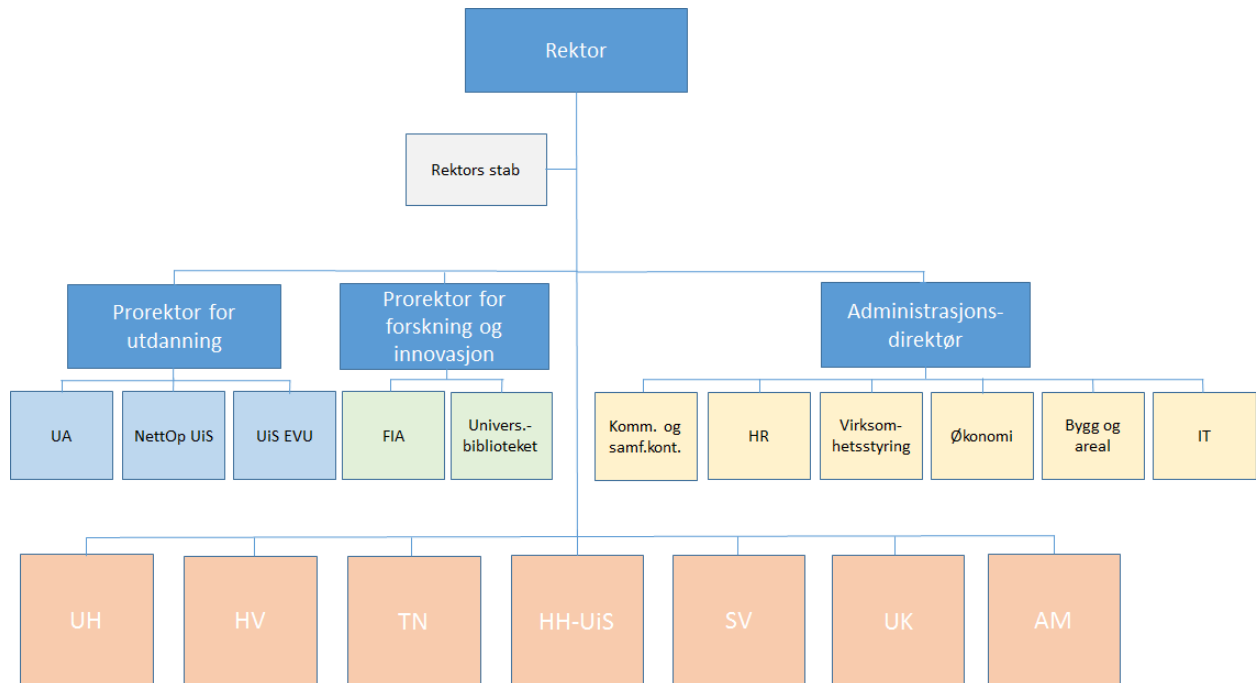 Rektor
Rektors stab
Prorektor for
utdanning
Prorektor for
forskning og
innovasjon
Administrasjons-
direktør
UA
NettOp UiS
UiS EVU
FIA
Univers.-
biblioteket
Komm. og
samf.kont.
HR
Virksom-
hetsstyring
Økonomi
Bygg og
areal
IT
UH
HV
TN
HH-UiS
SV
UK
AM